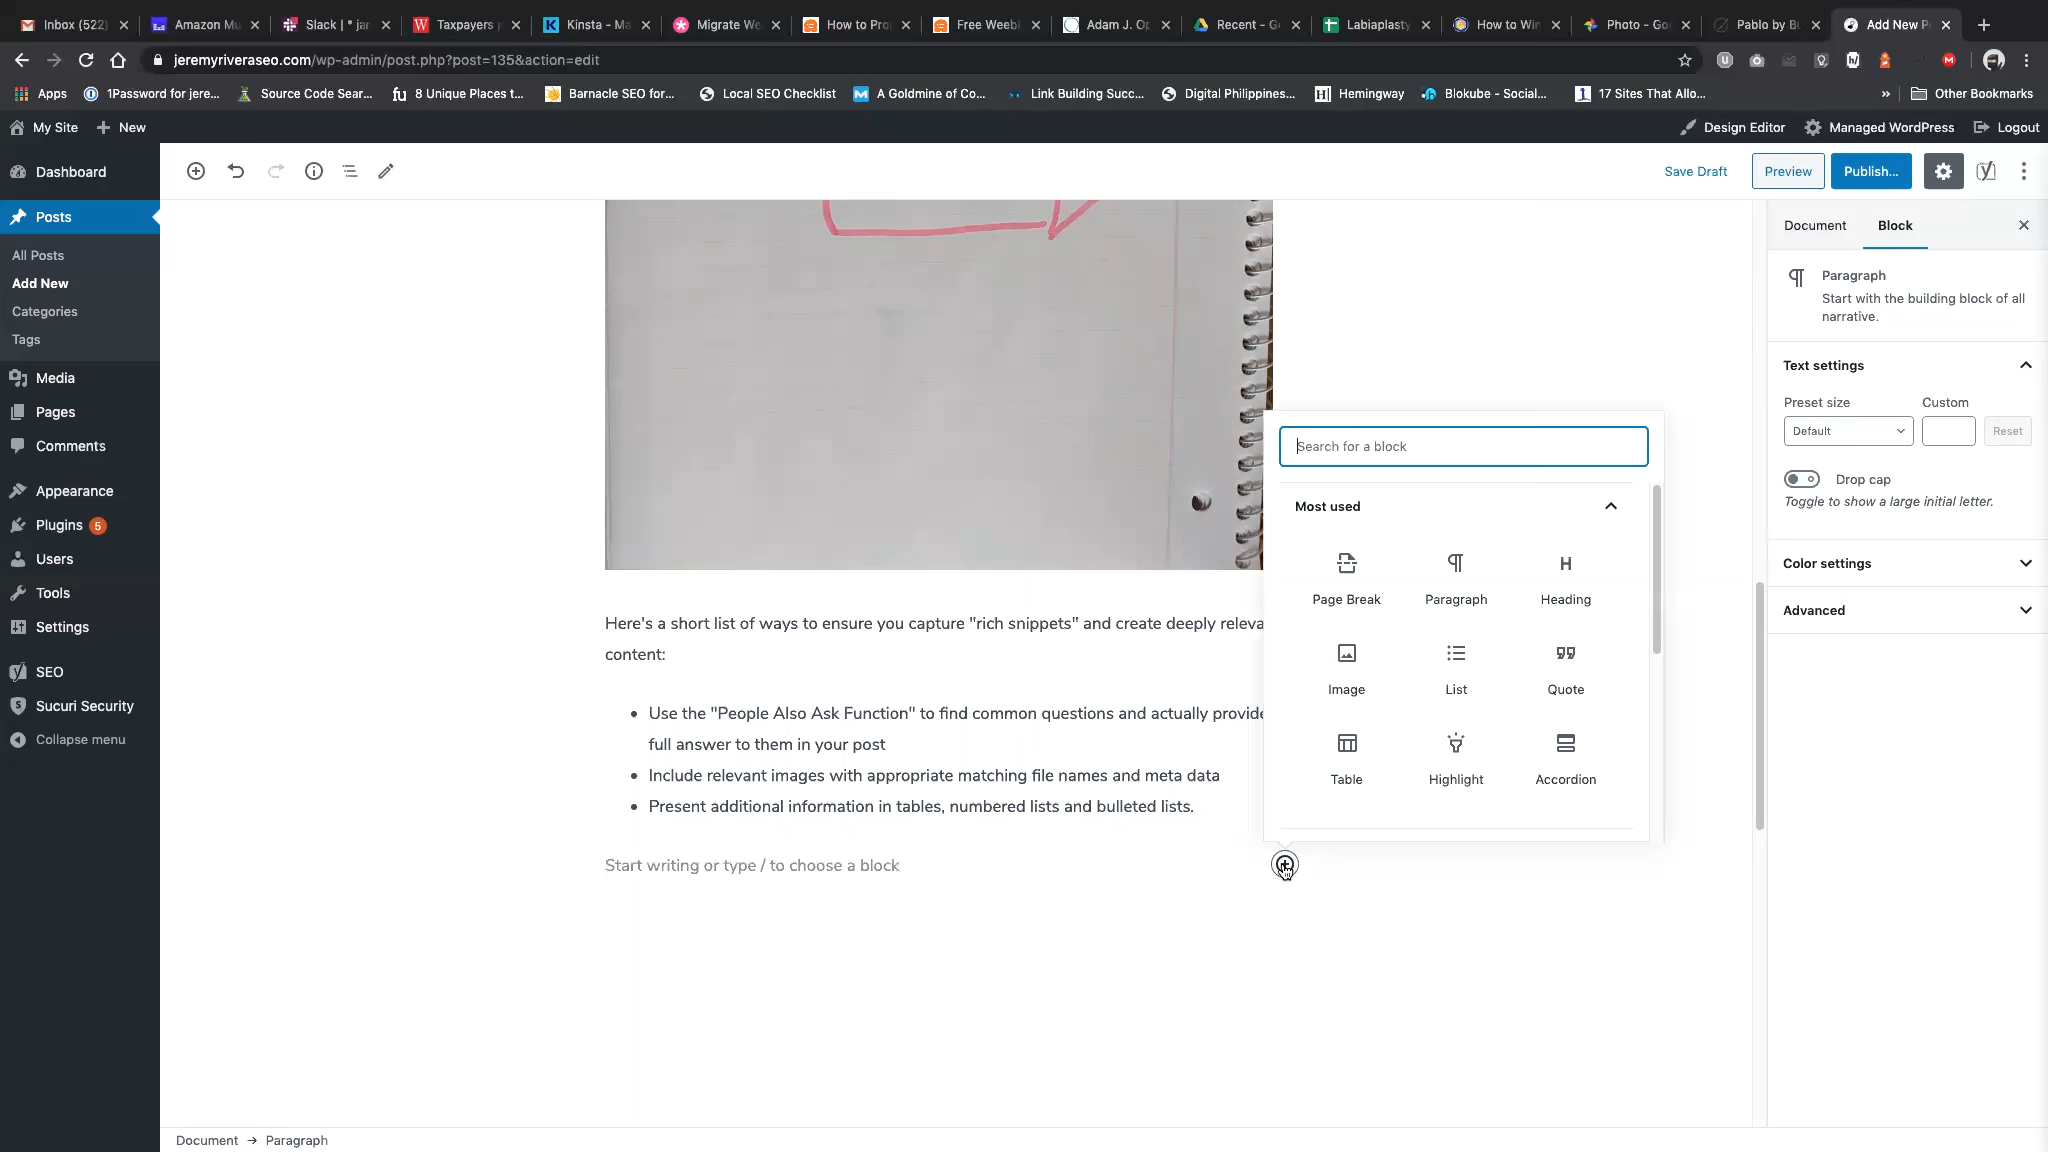 Inbox (522)
Amazon Mu
Slack | * jar
Taxpayers p
Kinsta - Ma
Migrate We
How to Pro
Free Weebl
Adam J. O
Recent - G
Labiaplasty
How to Win
Photo - Go
Pablo by B
Add New P
jeremyriveraseo.com/wp-admin/post.php?post=135&action=edit
Apps
1Password for jere...
Source Code Sear...
8 Unique Places t...
Barnacle SEO for...
Local SEO Checklist
A Goldmine of Co...
Link Building Succ...
Digital Philippines...
Hemingway
Blokube - Social...
17 Sites That Allo...
»
Other Bookmarks
My Site
New
Design Editor
Managed WordPress
Logout
Dashboard
Posts
All Posts
Add New
Categories
Tags
Media
Pages
Comments
Appearance
Plugins 5
Users
Tools
Settings
SEO
Sucuri Security
Collapse menu
Save Draft
Preview
Publish...
Here's a short list of ways to ensure you capture "rich snippets" and create deeply releva
content:
• Use the "People Also Ask Function" to find common questions and actually provide
full answer to them in your post
• Include relevant images with appropriate matching file names and meta data
• Present additional information in tables, numbered lists and bulleted lists.
Start writing or type / to choose a block
Search for a block
Most used
Page Break
Paragraph
Heading
Image
List
Quote
Table
Highlight
Accordion
Document
Block
Paragraph
Start with the building block of all
narrative.
Text settings
Preset size
Custom
Default
Reset
Drop cap
Toggle to show a large initial letter.
Color settings
Advanced
Document → Paragraph